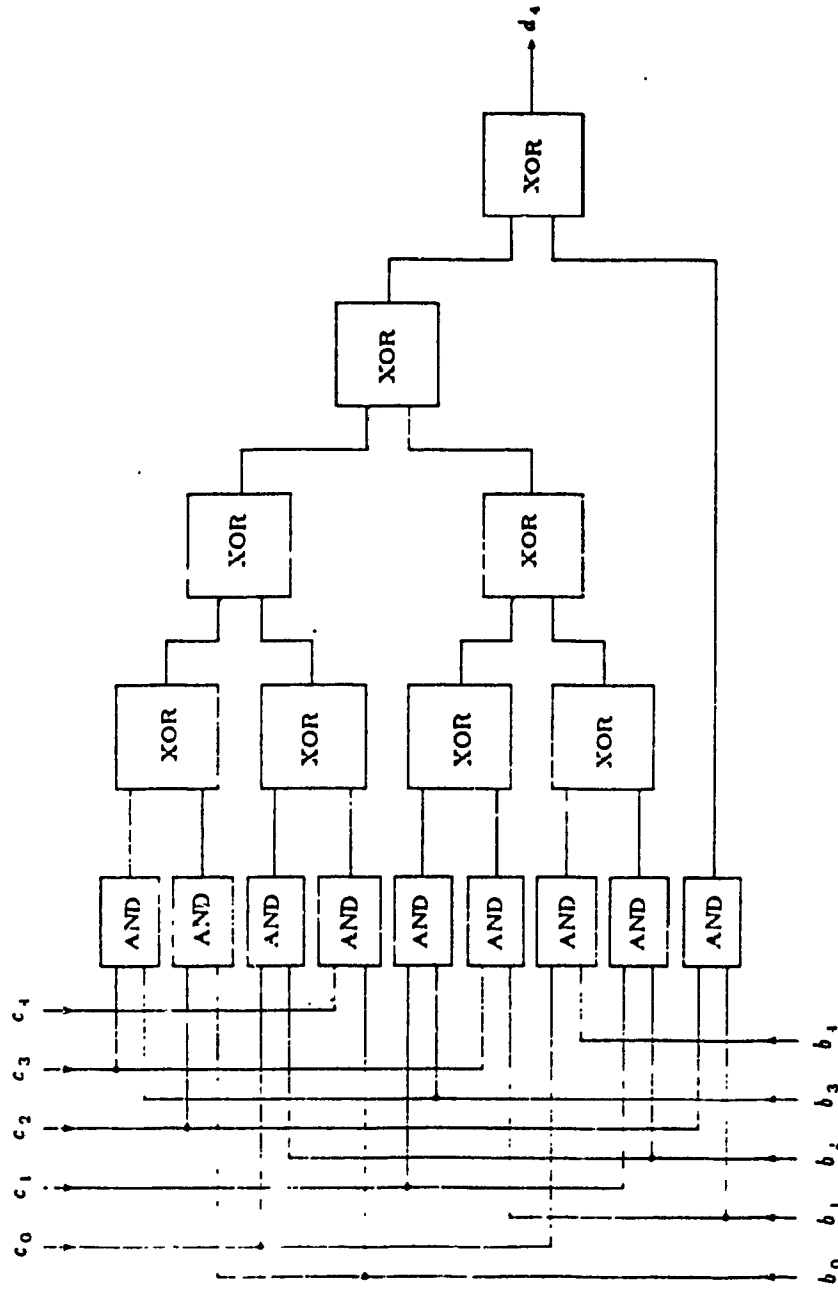 c₀ c₁ c₂ c₃ c₄
b₀ b₁ b₂ b₃ b₄
AND
AND
AND
AND
AND
AND
AND
AND
AND
XOR
XOR
XOR
XOR
XOR
XOR
XOR
XOR
d₄